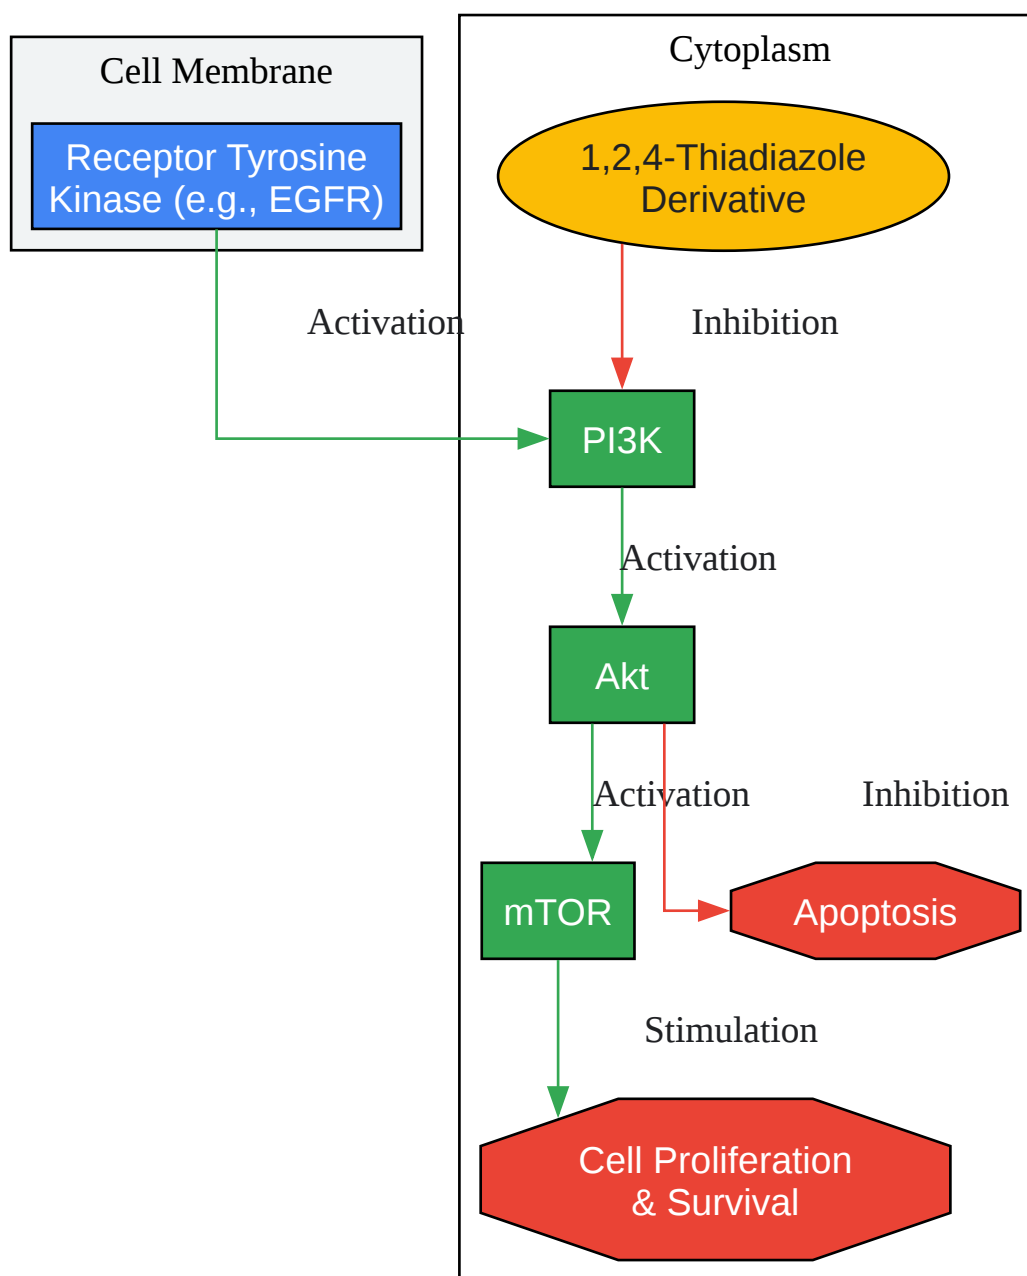 Cytoplasm
Cell Membrane
Receptor Tyrosine
Kinase (e.g., EGFR)
1,2,4-Thiadiazole
Derivative
Activation
Inhibition
PI3K
Activation
Akt
Activation
Inhibition
mTOR
Apoptosis
Stimulation
Cell Proliferation
& Survival